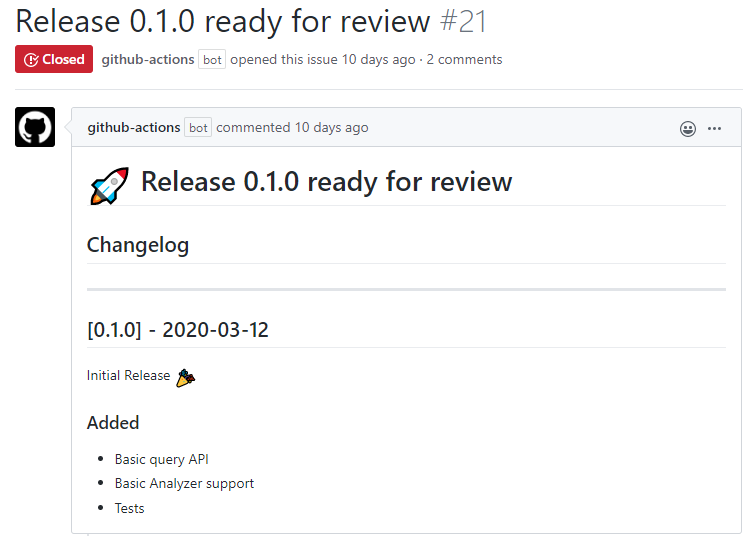 Release 0.1.0 ready for review #21
Closed github-actions bot opened this issue 10 days ago · 2 comments
github-actions bot commented 10 days ago
Release 0.1.0 ready for review
Changelog
[0.1.0] - 2020-03-12
Initial Release
Added
Basic query API
Basic Analyzer support
Tests